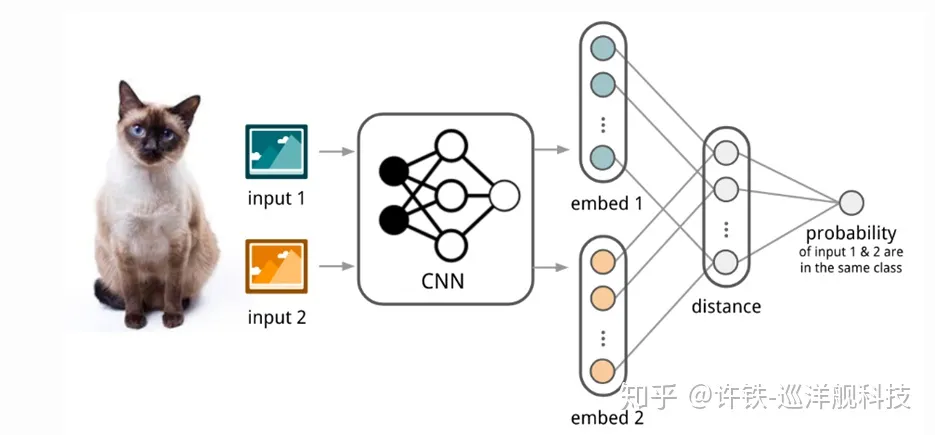 input 1
input 2
CNN
embed 1
embed 2
distance
probability
of input 1 & 2 are
in the same class
知乎 @许铁-巡洋舰科技